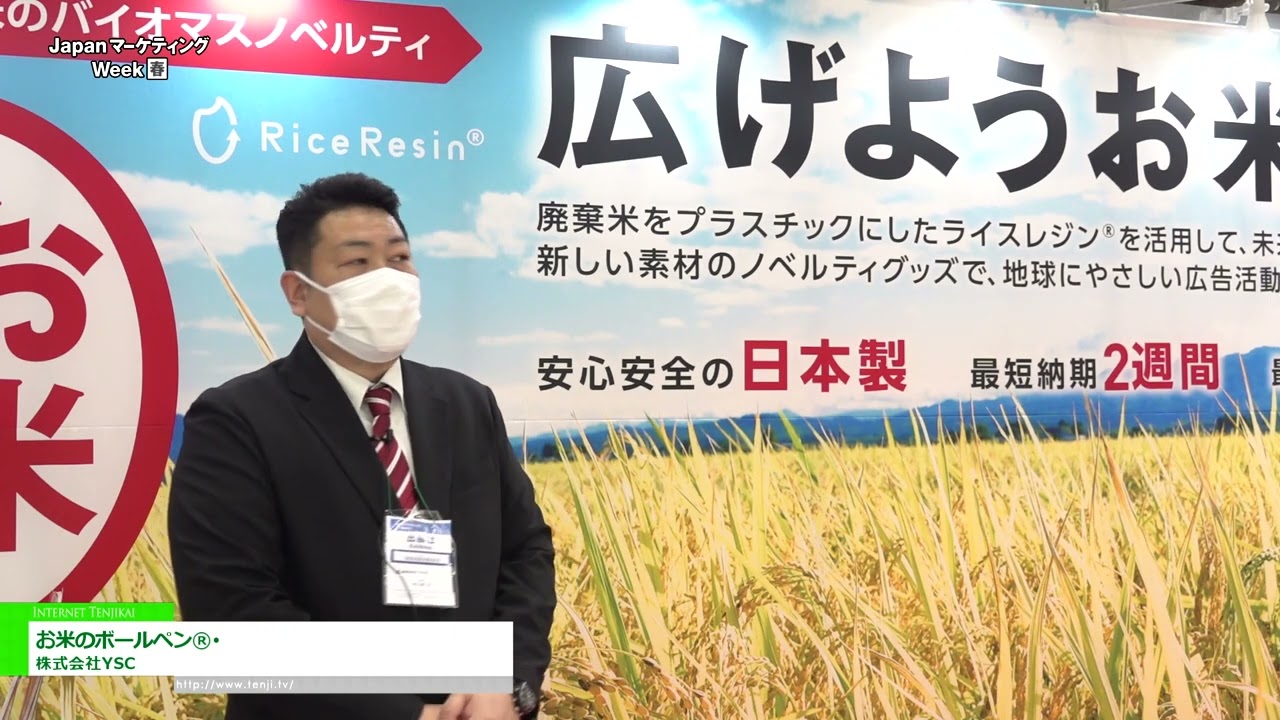 のバイオマスノベルティ
Japanマーケティング
Week春
RiceResin®
広げようお米
廃棄米をプラスチックにしたライスレジン®を活用して、未
新しい素材のノベルティグッズで、地球にやさしい広告活動
安心安全の日本製
最短納期2週間
お米
出展社
INTERNET TENJIKAI
お米のボールペン®・
株式会社YSC
http://www.tenji.tv/